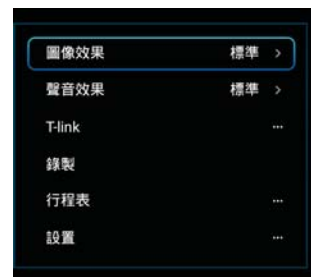 圖像效果 標準 >
聲音效果 標準 >
T-link ...
錄製
行程表 ...
設置 ...